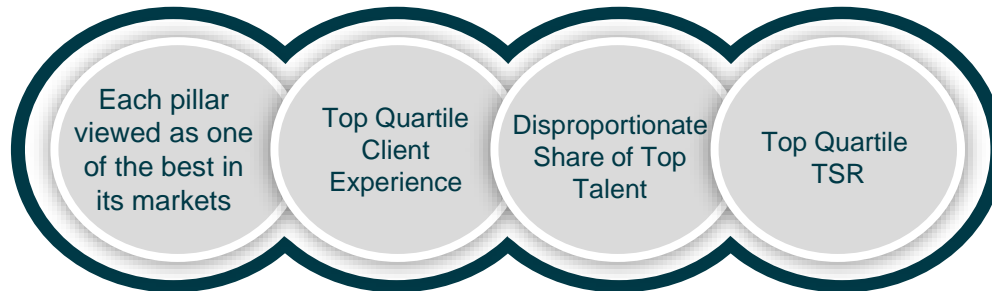 Each pillar
viewed as one
of the best in
its markets
Top Quartile
Client
Experience
Disproportionate
Share of Top
Talent
Top Quartile
TSR